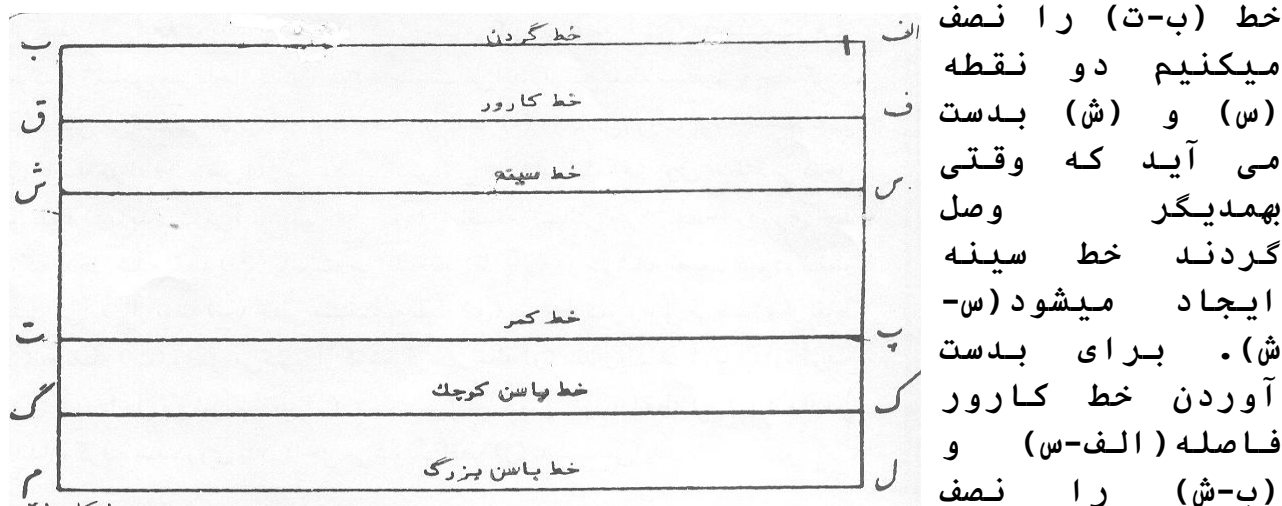 خط (ب-ت) را نصف
میکنیم دو نقطه
(س) و (ش) بدست
می آید که وقتی
بهمدیگر وصل
گردند خط سینه
ایجاد میشود(س-
ش). برای بدست
آوردن خط کارور
فاصله(الف-س) و
(ب-ش) را نصف
الف خط گردن ب
ف خط کارور ق
س خط سینه ش
پ خط کمر ت
ک خط باسن کوچک گ
ل خط باسن بزرگ م